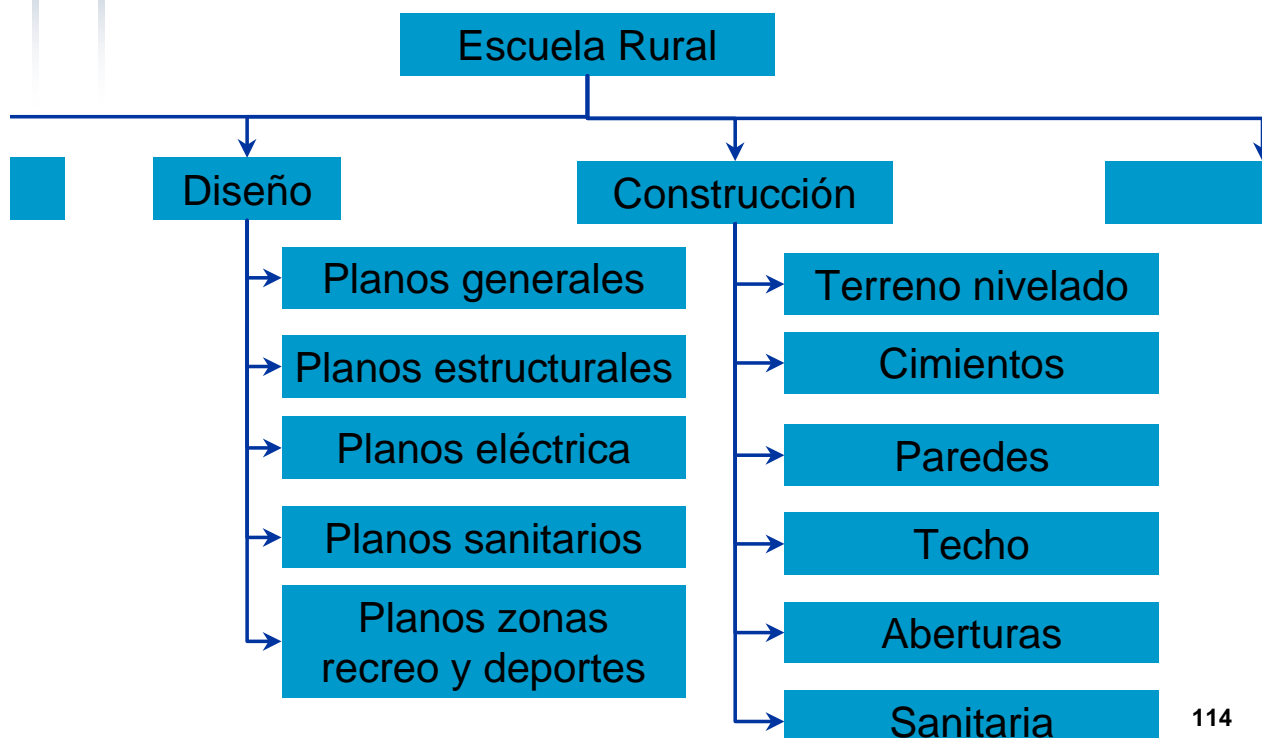 Escuela Rural
Diseño
Construcción
Planos generales
Planos estructurales
Planos eléctrica
Planos sanitarios
Planos zonas
recreo y deportes
Terreno nivelado
Cimientos
Paredes
Techo
Aberturas
Sanitaria
114